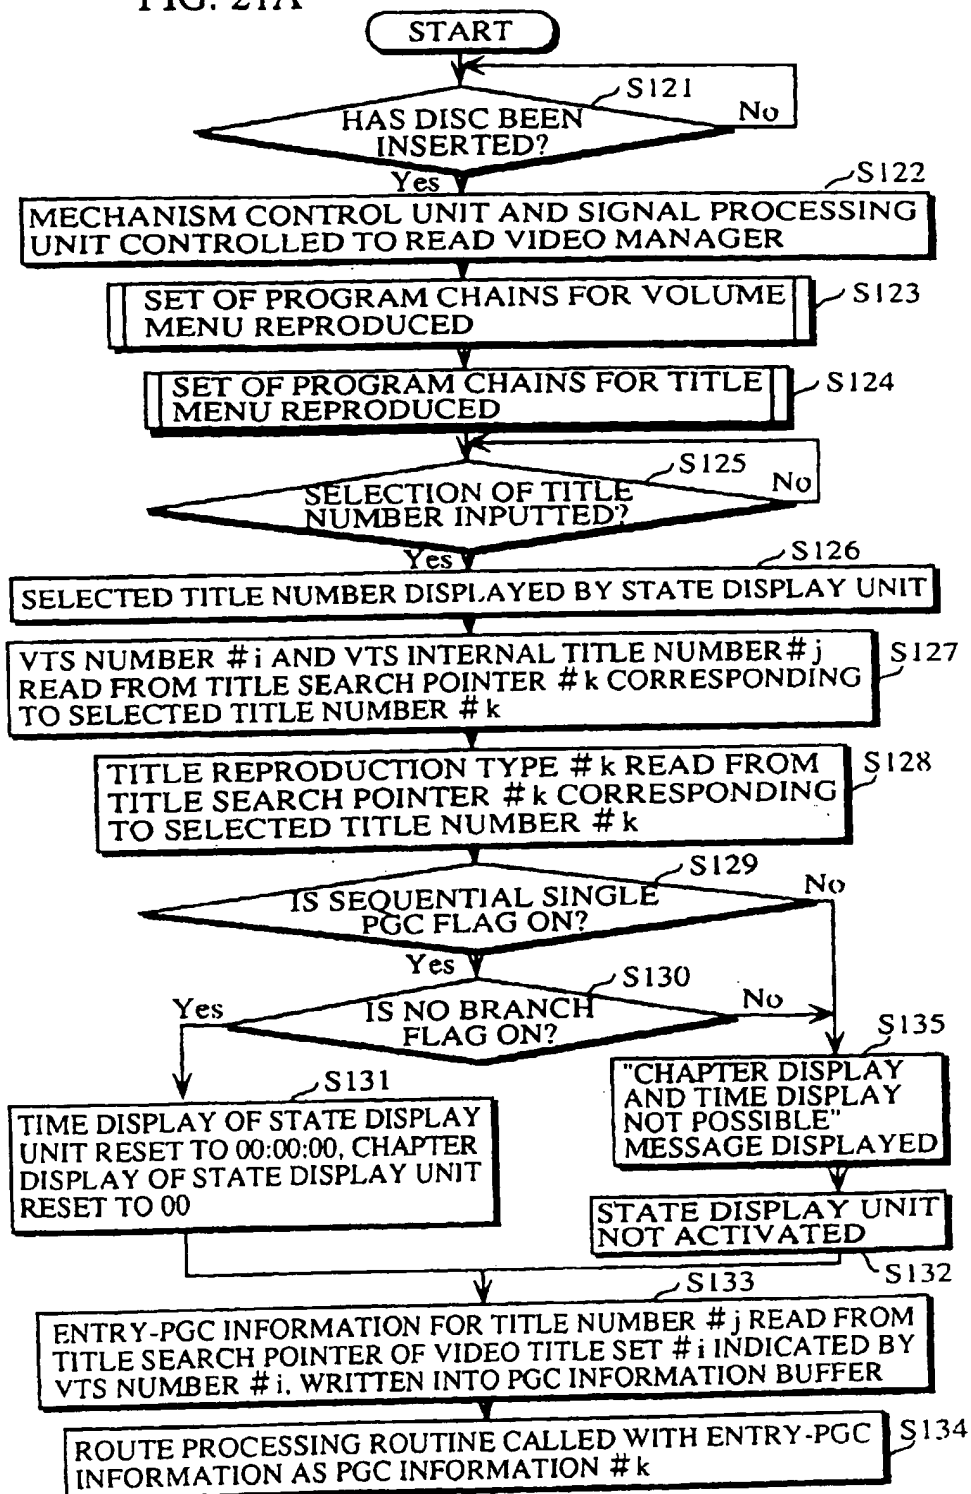 FIG. 21A
START
S121
No
HAS DISC BEEN
INSERTED?
Yes
S122
MECHANISM CONTROL UNIT AND SIGNAL PROCESSING
UNIT CONTROLLED TO READ VIDEO MANAGER
S123
SET OF PROGRAM CHAINS FOR VOLUME
MENU REPRODUCED
S124
SET OF PROGRAM CHAINS FOR TITLE
MENU REPRODUCED
S125
No
SELECTION OF TITLE
NUMBER INPUTTED?
Yes
S126
SELECTED TITLE NUMBER DISPLAYED BY STATE DISPLAY UNIT
S127
VTS NUMBER #i AND VTS INTERNAL TITLE NUMBER #j
READ FROM TITLE SEARCH POINTER #k CORRESPONDING
TO SELECTED TITLE NUMBER #k
S128
TITLE REPRODUCTION TYPE #k READ FROM
TITLE SEARCH POINTER #k CORRESPONDING
TO SELECTED TITLE NUMBER #k
S129
No
IS SEQUENTIAL SINGLE
PGC FLAG ON?
Yes
S130
Yes
No
IS NO BRANCH
FLAG ON?
S131
TIME DISPLAY OF STATE DISPLAY
UNIT RESET TO 00:00:00, CHAPTER
DISPLAY OF STATE DISPLAY UNIT
RESET TO 00
S135
"CHAPTER DISPLAY
AND TIME DISPLAY
NOT POSSIBLE"
MESSAGE DISPLAYED
STATE DISPLAY UNIT
NOT ACTIVATED
S132
S133
ENTRY-PGC INFORMATION FOR TITLE NUMBER #j READ FROM
TITLE SEARCH POINTER OF VIDEO TITLE SET #i INDICATED BY
VTS NUMBER #i, WRITTEN INTO PGC INFORMATION BUFFER
S134
ROUTE PROCESSING ROUTINE CALLED WITH ENTRY-PGC
INFORMATION AS PGC INFORMATION #k